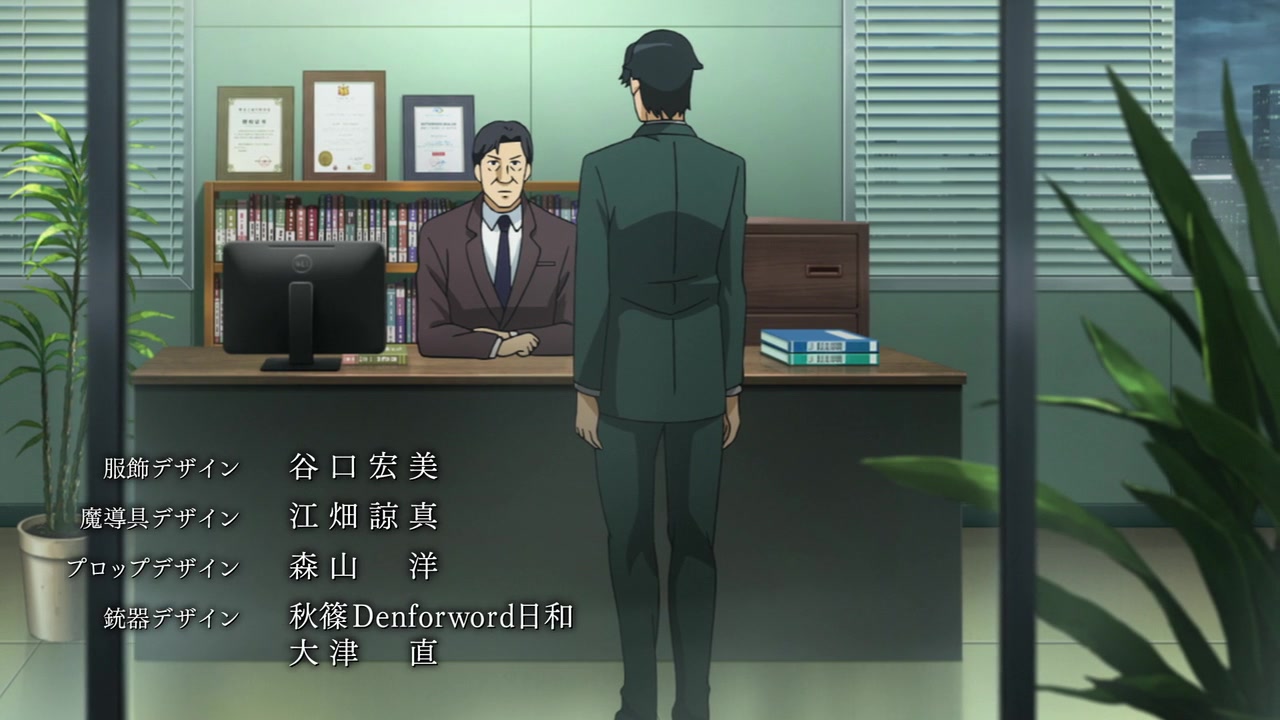 服飾デザイン 谷口宏美
魔導具デザイン 江畑諒真
プロップデザイン 森山 洋
銃器デザイン 秋篠Denforword日和
大津 直